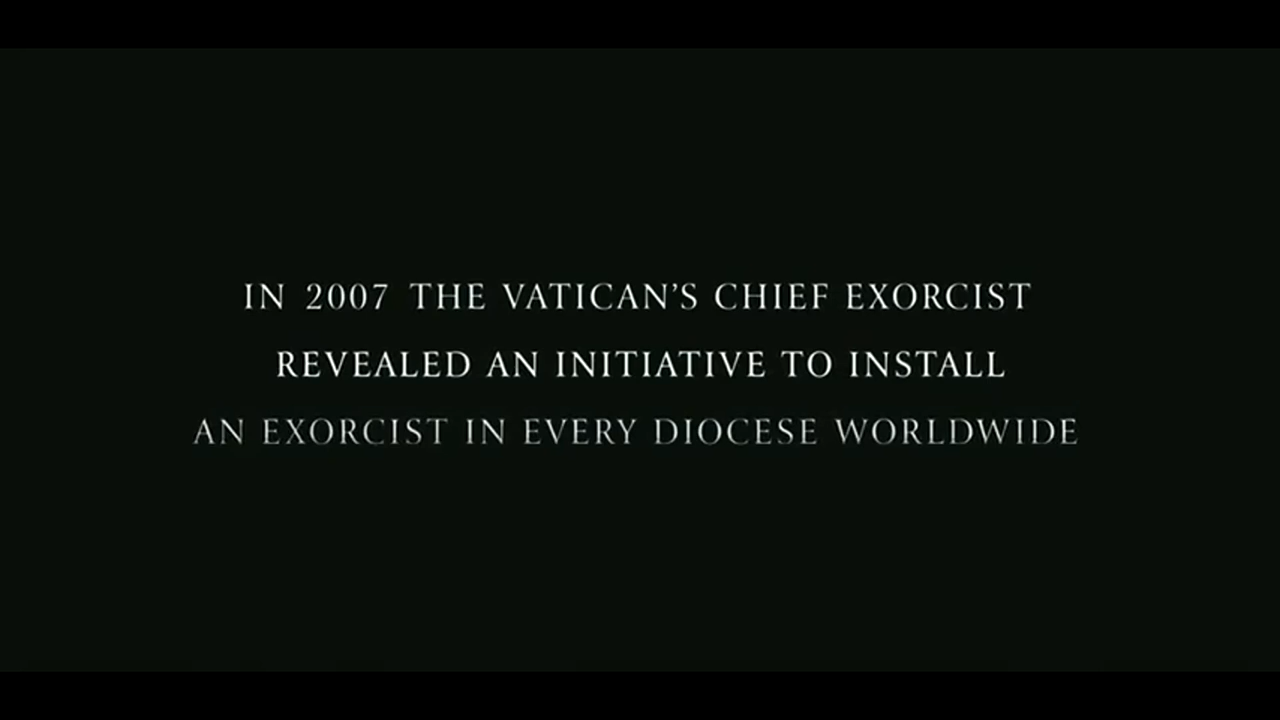 IN 2007 THE VATICAN'S CHIEF EXORCIST
REVEALED AN INITIATIVE TO INSTALL
AN EXORCIST IN EVERY DIOCESE WORLDWIDE